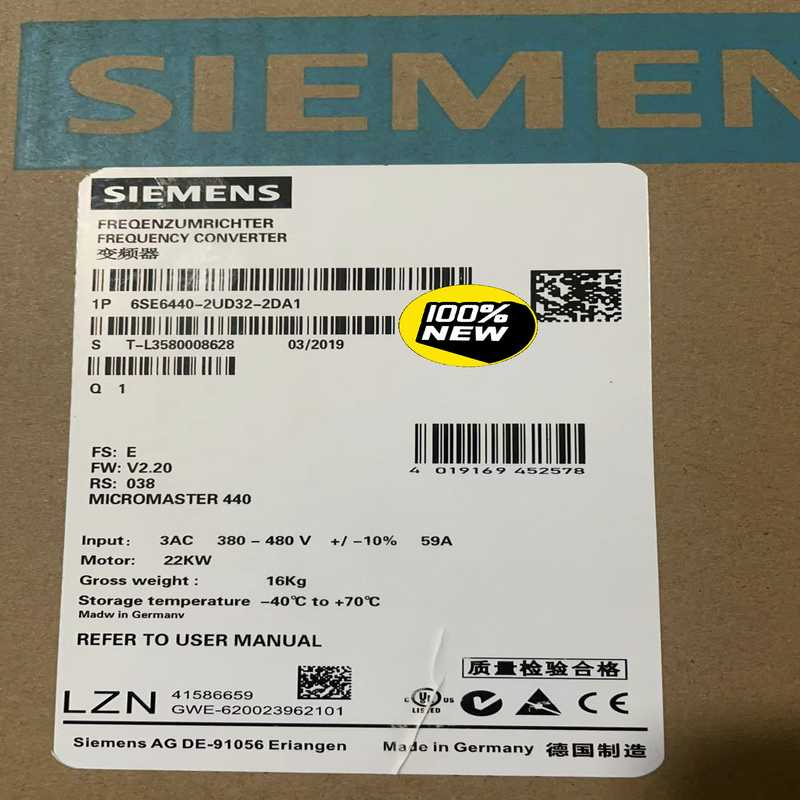 SIEMEN
SIEMENS
FREQENZUMRICHTER
FREQUENCY CONVERTER
变频器
1P 6SE6440-2UD32-2DA1
100%
NEW
S T-L3580008628 03/2019
Q 1
4 019169 452578
FS: E
FW: V2.20
RS: 038
MICROMASTER 440
Input: 3AC 380 - 480 V +/-10% 59A
Motor: 22KW
Gross weight: 16Kg
Storage temperature -40℃ to +70℃
Madw in Germanv
REFER TO USER MANUAL
质量检验合格
LZN 41586659
GWE-620023962101
C UL US
LISTED
CE
Siemens AG DE-91056 Eriangen Made in Germany 德国制造